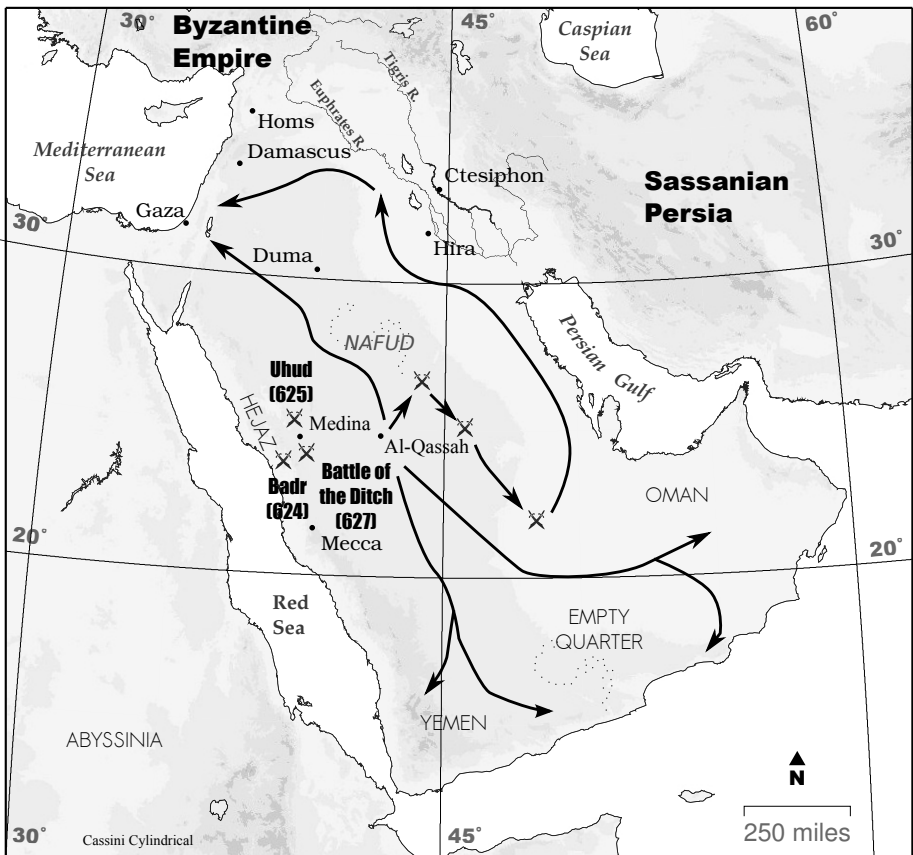 30°
45°
60°
Byzantine
Empire
Caspian
Sea
Tigris R.
Euphrates R.
Homs
Mediterranean
Sea
Damascus
Ctesiphon
Sassanian
Persia
Gaza
30
Hira
30°
Duma
NAFUD
Persian Gulf
Uhud
(625)
HEJAZ
Medina
Al-Qassah
Badr
(624)
Battle of
the Ditch
(627)
Mecca
OMAN
20°
20°
Red
Sea
EMPTY
QUARTER
YEMEN
ABYSSINIA
N
30°
Cassini Cylindrical
45°
250 miles